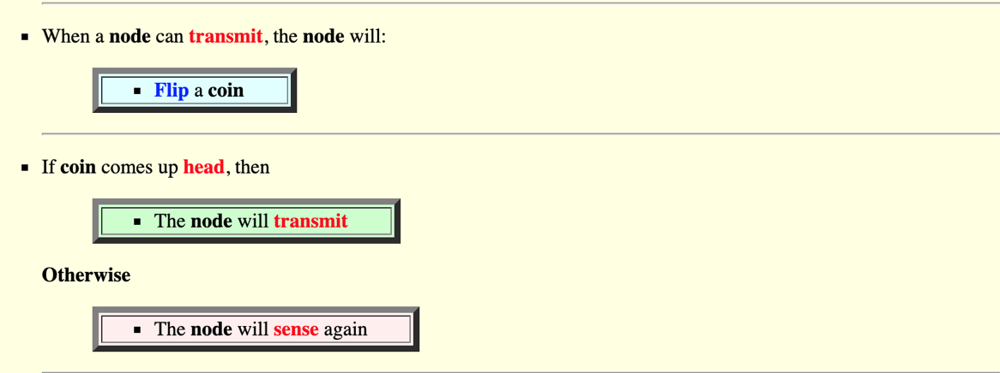 When a node can transmit, the node will:
Flip a coin
If coin comes up head, then
The node will transmit
Otherwise
The node will sense again